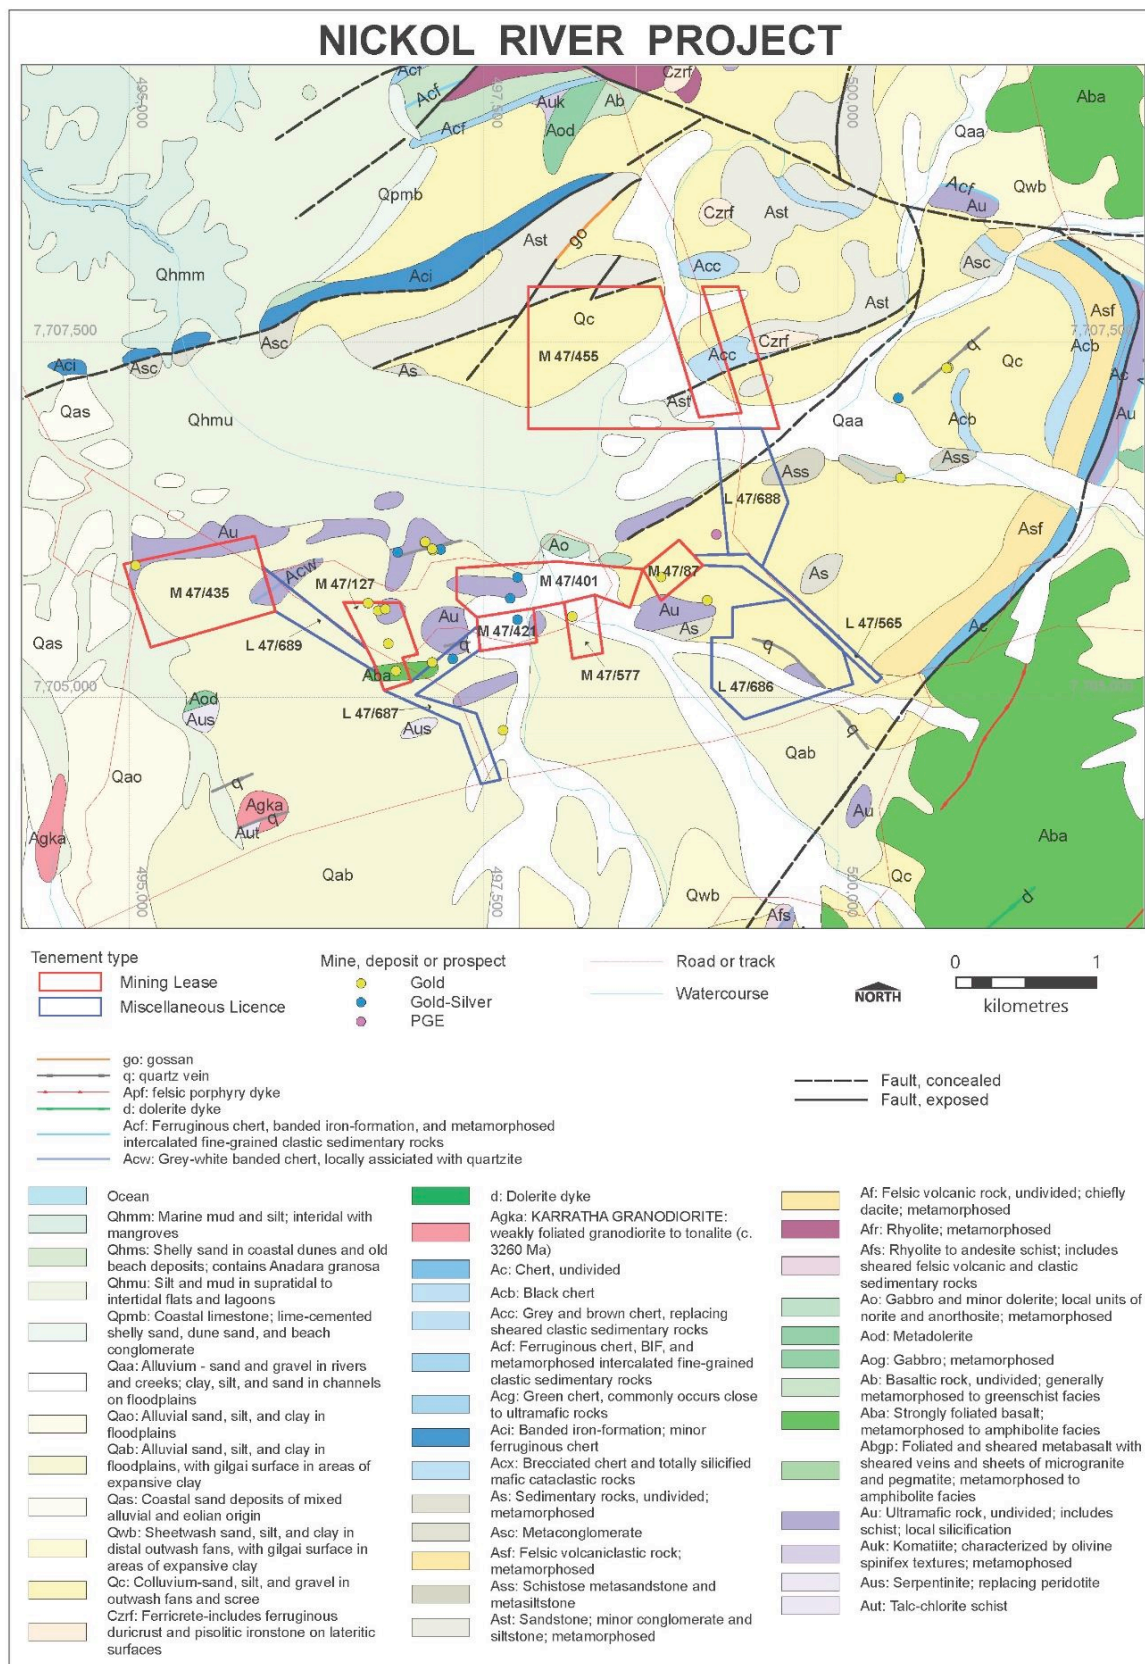 NICKOL RIVER PROJECT
495,000
497,500
500,000
Acf
Czrf
Acf
Auk
Ab
Aba
Acf
Aod
Qaa
Qpmb
Acf
Qwb
Au
Czrf
Ast
Ast
go
Asc
Qhmm
Aci
Acc
Ast
Asf
Qc
7,707,500
7,707,500
Asc
Czrf
Acb
M 47/455
Acc
Qc
Aci
Asc
As
Ac
Ast
Qas
Qhmu
Qaa
Acb
Au
Ass
Ass
L 47/688
Au
Asf
Ao
Acw
M 47/127
M 47/401
M 47/87
As
M 47/435
Au
Au
L 47/689
M 47/421
As
L 47/565
Ac
Qas
q
q
M 47/577
Aba
L 47/686
7,705,000
Aod
L 47/687
Aus
Aus
q
Qab
Qao
q
Agka
q
Au
Agka
Aut
Aba
495,000
497,500
500,000
Qab
Qwb
Qc
d
Afs
Tenement type
Mining Lease
Miscellaneous Licence
Mine, deposit or prospect
Gold
Gold-Silver
PGE
Road or track
Watercourse
NORTH
0 1
kilometres
go: gossan
q: quartz vein
Apf: felsic porphyry dyke
d: dolerite dyke
Acf: Ferruginous chert, banded iron-formation, and metamorphosed
intercalated fine-grained clastic sedimentary rocks
Acw: Grey-white banded chert, locally assiciated with quartzite
Fault, concealed
Fault, exposed
Ocean
Qhmm: Marine mud and silt; interidal with
mangroves
Qhms: Shelly sand in coastal dunes and old
beach deposits; contains Anadara granosa
Qhmu: Silt and mud in supratidal to
intertidal flats and lagoons
Qpmb: Coastal limestone; lime-cemented
shelly sand, dune sand, and beach
conglomerate
Qaa: Alluvium - sand and gravel in rivers
and creeks; clay, silt, and sand in channels
on floodplains
Qao: Alluvial sand, silt, and clay in
floodplains
Qab: Alluvial sand, silt, and clay in
floodplains, with gilgai surface in areas of
expansive clay
Qas: Coastal sand deposits of mixed
alluvial and eolian origin
Qwb: Sheetwash sand, silt, and clay in
distal outwash fans, with gilgai surface in
areas of expansive clay
Qc: Colluvium-sand, silt, and gravel in
outwash fans and scree
Czrf: Ferricrete-includes ferruginous
duricrust and pisolitic ironstone on lateritic
surfaces
d: Dolerite dyke
Agka: KARRATHA GRANODIORITE:
weakly foliated granodiorite to tonalite (c.
3260 Ma)
Ac: Chert, undivided
Acb: Black chert
Acc: Grey and brown chert, replacing
sheared clastic sedimentary rocks
Acf: Ferruginous chert, BIF, and
metamorphosed intercalated fine-grained
clastic sedimentary rocks
Acg: Green chert, commonly occurs close
to ultramafic rocks
Aci: Banded iron-formation; minor
ferruginous chert
Acx: Brecciated chert and totally silicified
mafic cataclastic rocks
As: Sedimentary rocks, undivided;
metamorphosed
Asc: Metaconglomerate
Asf: Felsic volcaniclastic rock;
metamorphosed
Ass: Schistose metasandstone and
metasiltstone
Ast: Sandstone; minor conglomerate and
siltstone; metamorphosed
Af: Felsic volcanic rock, undivided; chiefly
dacite; metamorphosed
Afr: Rhyolite; metamorphosed
Afs: Rhyolite to andesite schist; includes
sheared felsic volcanic and clastic
sedimentary rocks
Ao: Gabbro and minor dolerite; local units of
norite and anorthosite; metamorphosed
Aod: Metadolerite
Aog: Gabbro; metamorphosed
Ab: Basaltic rock, undivided; generally
metamorphosed to greenschist facies
Aba: Strongly foliated basalt;
metamorphosed to amphibolite facies
Abgp: Foliated and sheared metabasalt with
sheared veins and sheets of microgranite
and pegmatite; metamorphosed to
amphibolite facies
Au: Ultramafic rock, undivided; includes
schist; local silicification
Auk: Komatiite; characterized by olivine
spinifex textures; metamophosed
Aus: Serpentinite; replacing peridotite
Aut: Talc-chlorite schist